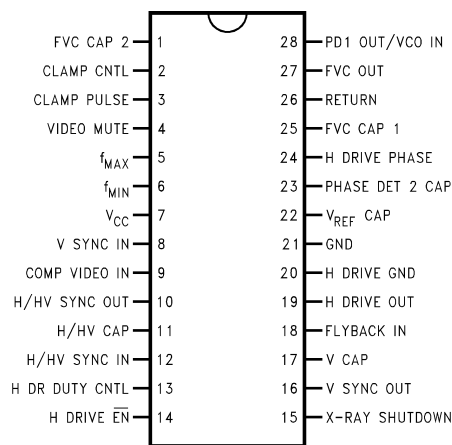 FVC CAP 2 1 28 PD1 OUT/VCO IN
CLAMP CNTL 2 27 FVC OUT
CLAMP PULSE 3 26 RETURN
VIDEO MUTE 4 25 FVC CAP 1
fMAX 5 24 H DRIVE PHASE
fMIN 6 23 PHASE DET 2 CAP
VCC 7 22 VREF CAP
V SYNC IN 8 21 GND
COMP VIDEO IN 9 20 H DRIVE GND
H/HV SYNC OUT 10 19 H DRIVE OUT
H/HV CAP 11 18 FLYBACK IN
H/HV SYNC IN 12 17 V CAP
H DR DUTY CNTL 13 16 V SYNC OUT
H DRIVE E̅N̅ 14 15 X-RAY SHUTDOWN